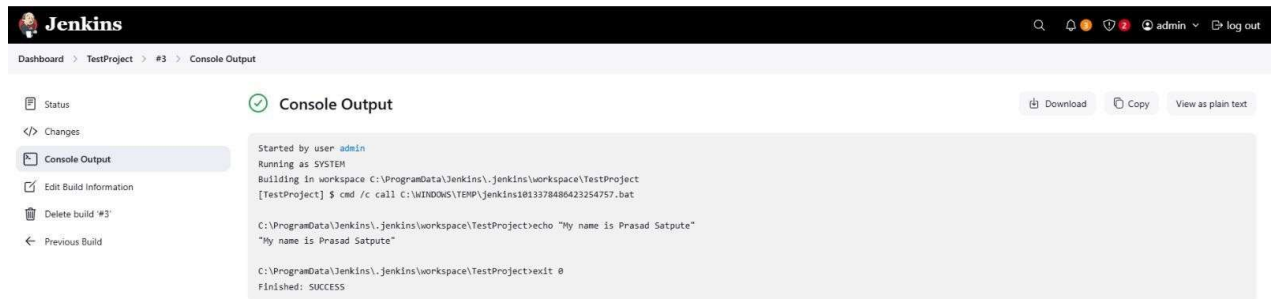 Jenkins
3 2 admin log out
Dashboard > TestProject > #3 > Console Output
Status
Changes
Console Output
Edit Build Information
Delete build '#3'
Previous Build
Console Output
Download Copy View as plain text
Started by user admin
Running as SYSTEM
Building in workspace C:\ProgramData\Jenkins\.jenkins\workspace\TestProject
[TestProject] $ cmd /c call C:\WINDOWS\TEMP\jenkins1013378486423254757.bat
C:\ProgramData\Jenkins\.jenkins\workspace\TestProject>echo "My name is Prasad Satpute"
"My name is Prasad Satpute"
C:\ProgramData\Jenkins\.jenkins\workspace\TestProject>exit 0
Finished: SUCCESS